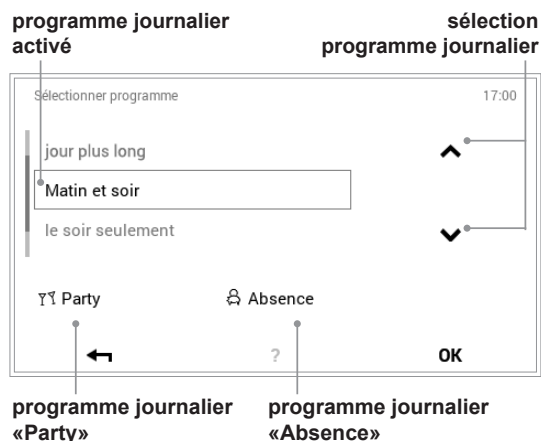 programme journalier
activé
sélection
programme journalier
Sélectionner programme
17:00
jour plus long
Matin et soir
le soir seulement
Party
Absence
?
OK
programme journalier
«Party»
programme journalier
«Absence»